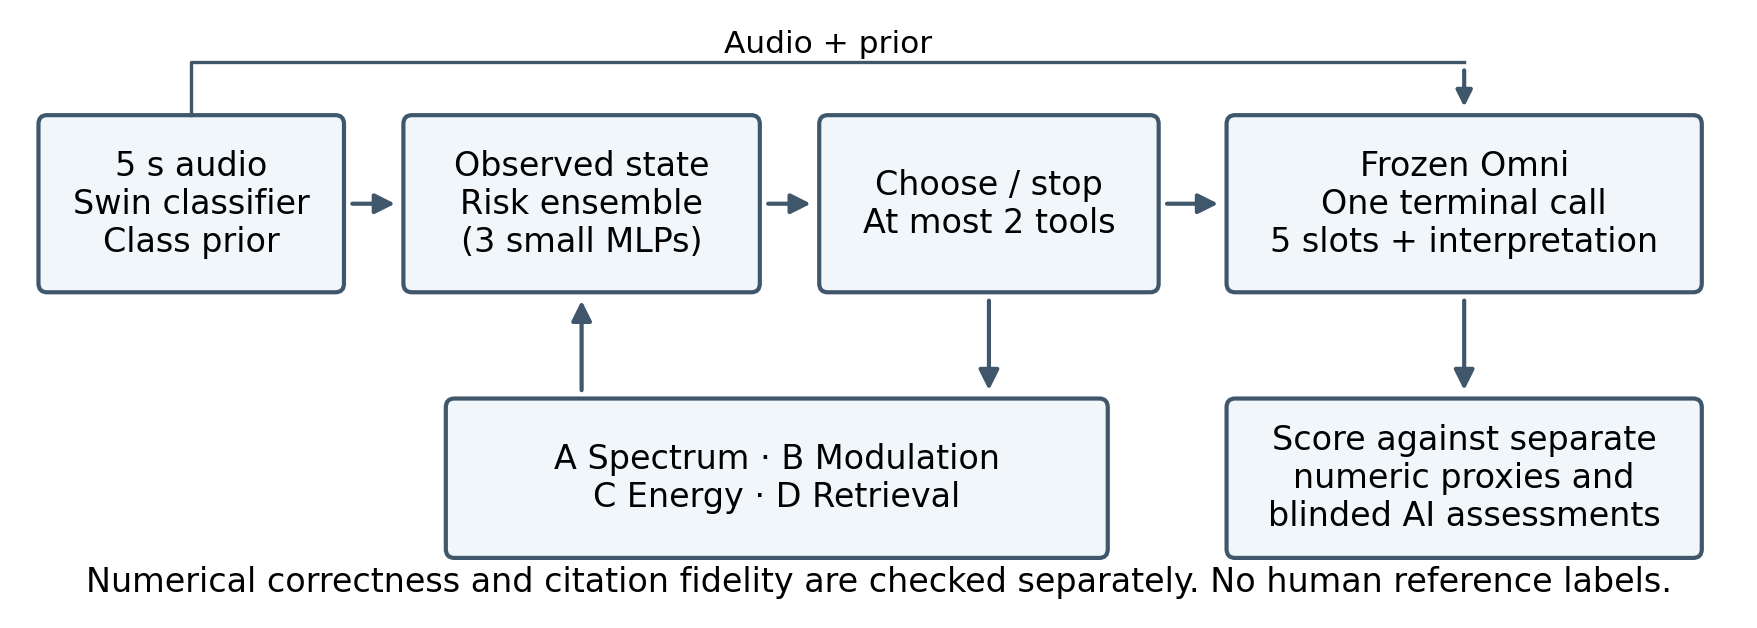 Audio + prior
5 s audio
Swin classifier
Class prior
Observed state
Risk ensemble
(3 small MLPs)
Choose / stop
At most 2 tools
Frozen Omni
One terminal call
5 slots + interpretation
A Spectrum · B Modulation
C Energy · D Retrieval
Score against separate
numeric proxies and
blinded AI assessments
Numerical correctness and citation fidelity are checked separately. No human reference labels.